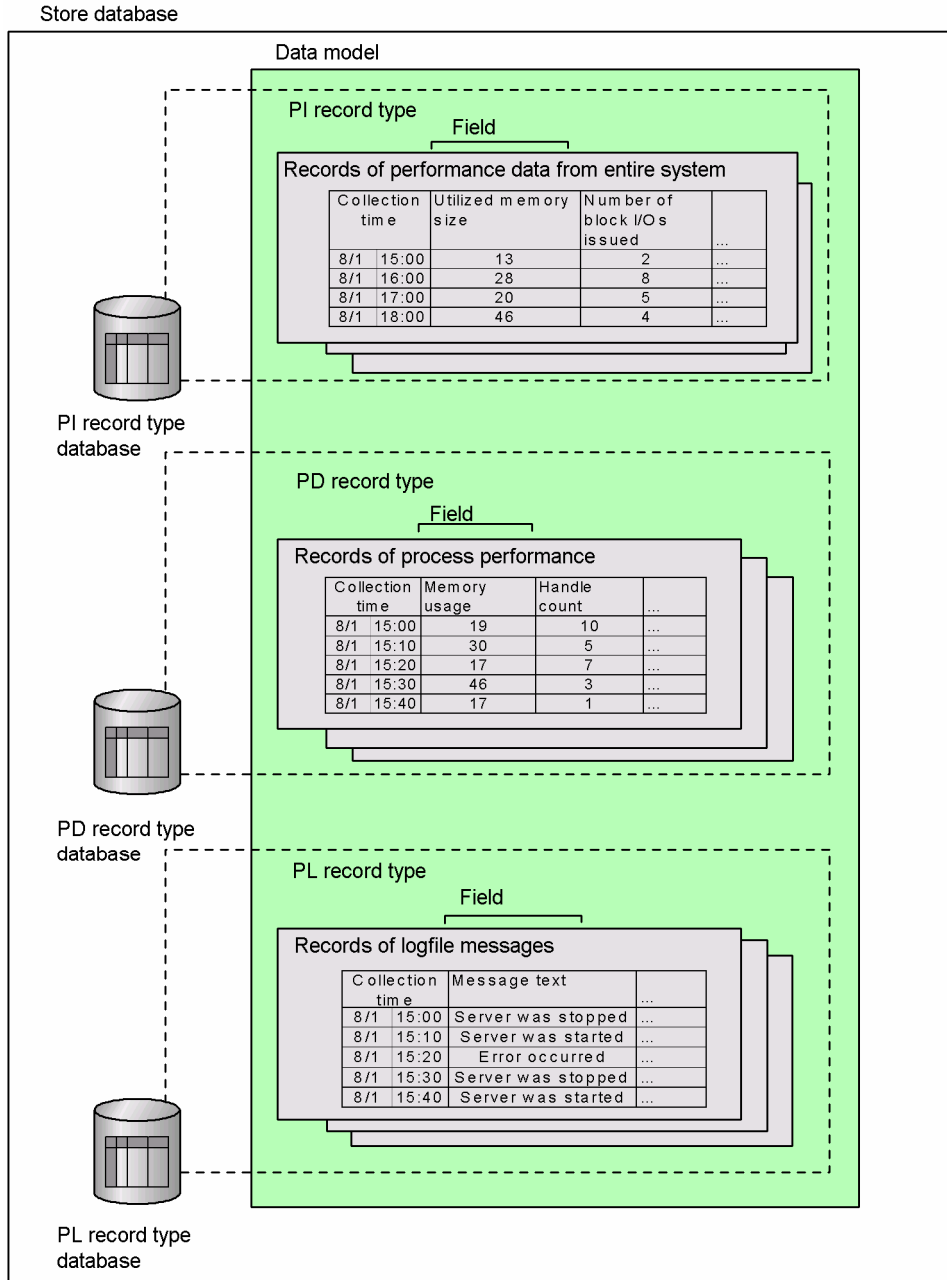 Store database
Data model
PI record type
Field
Records of performance data from entire system
Collection time Utilized memory size Number of block I/Os issued ...
8/1 15:00 13 2 ...
8/1 16:00 28 8 ...
8/1 17:00 20 5 ...
8/1 18:00 46 4 ...
PI record type
database
PD record type
Field
Records of process performance
Collection time Memory usage Handle count ...
8/1 15:00 19 10 ...
8/1 15:10 30 5 ...
8/1 15:20 17 7 ...
8/1 15:30 46 3 ...
8/1 15:40 17 1 ...
PD record type
database
PL record type
Field
Records of logfile messages
Collection time Message text ...
8/1 15:00 Server was stopped ...
8/1 15:10 Server was started ...
8/1 15:20 Error occurred ...
8/1 15:30 Server was stopped ...
8/1 15:40 Server was started ...
PL record type
database